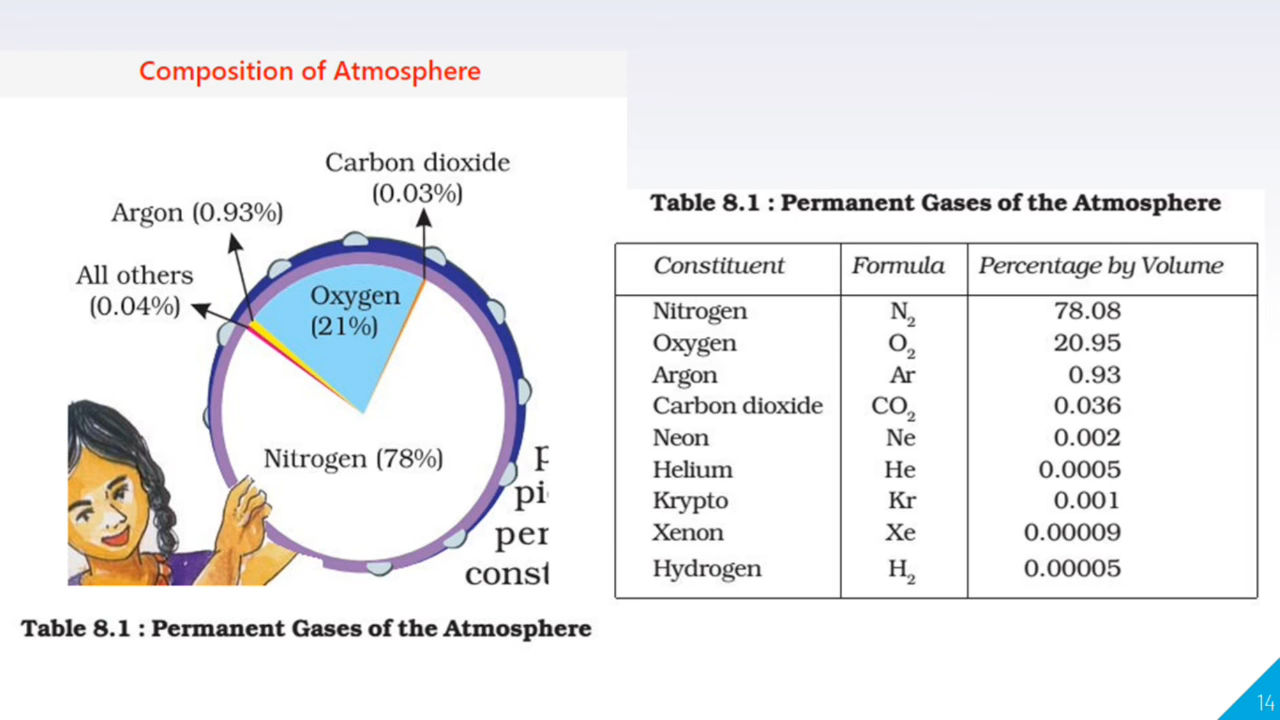 Composition of Atmosphere
Carbon dioxide
(0.03%)
Argon (0.93%)
All others
(0.04%)
Oxygen
(21%)
Nitrogen (78%)
p
pi
per
const
Table 8.1 : Permanent Gases of the Atmosphere
Table 8.1 : Permanent Gases of the Atmosphere
Constituent Formula Percentage by Volume
Nitrogen N₂ 78.08
Oxygen O₂ 20.95
Argon Ar 0.93
Carbon dioxide CO₂ 0.036
Neon Ne 0.002
Helium He 0.0005
Krypto Kr 0.001
Xenon Xe 0.00009
Hydrogen H₂ 0.00005
14